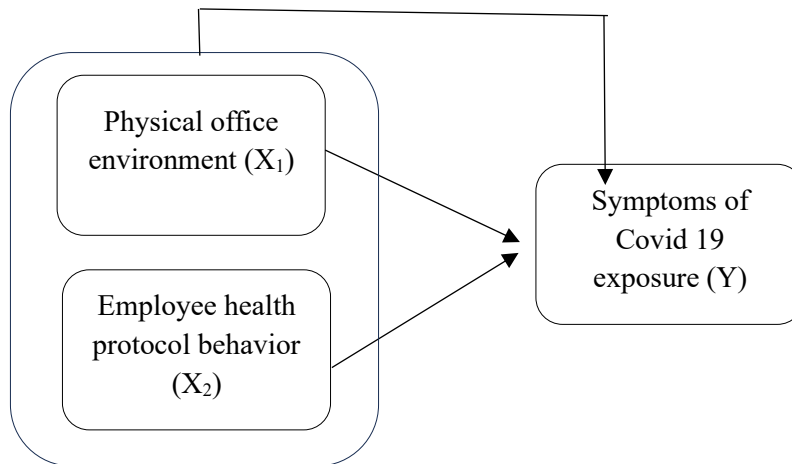 Physical office
environment (X₁)
Symptoms of
Covid 19
exposure (Y)
Employee health
protocol behavior
(X₂)